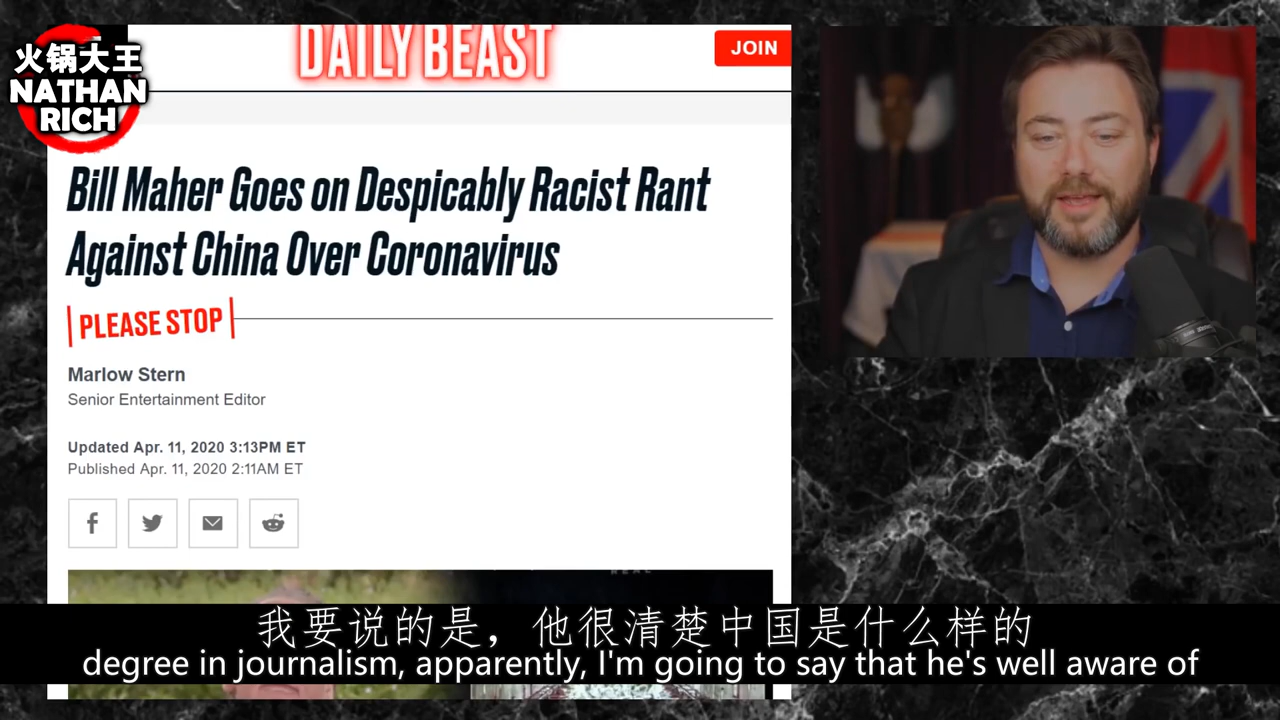 火锅大王
NATHAN
RICH
DAILY BEAST
JOIN
Bill Maher Goes on Despicably Racist Rant
Against China Over Coronavirus
PLEASE STOP
Marlow Stern
Senior Entertainment Editor
Updated Apr. 11, 2020 3:13PM ET
Published Apr. 11, 2020 2:11AM ET
我要说的是，他很清楚中国是什么样的
degree in journalism, apparently, I'm going to say that he's well aware of